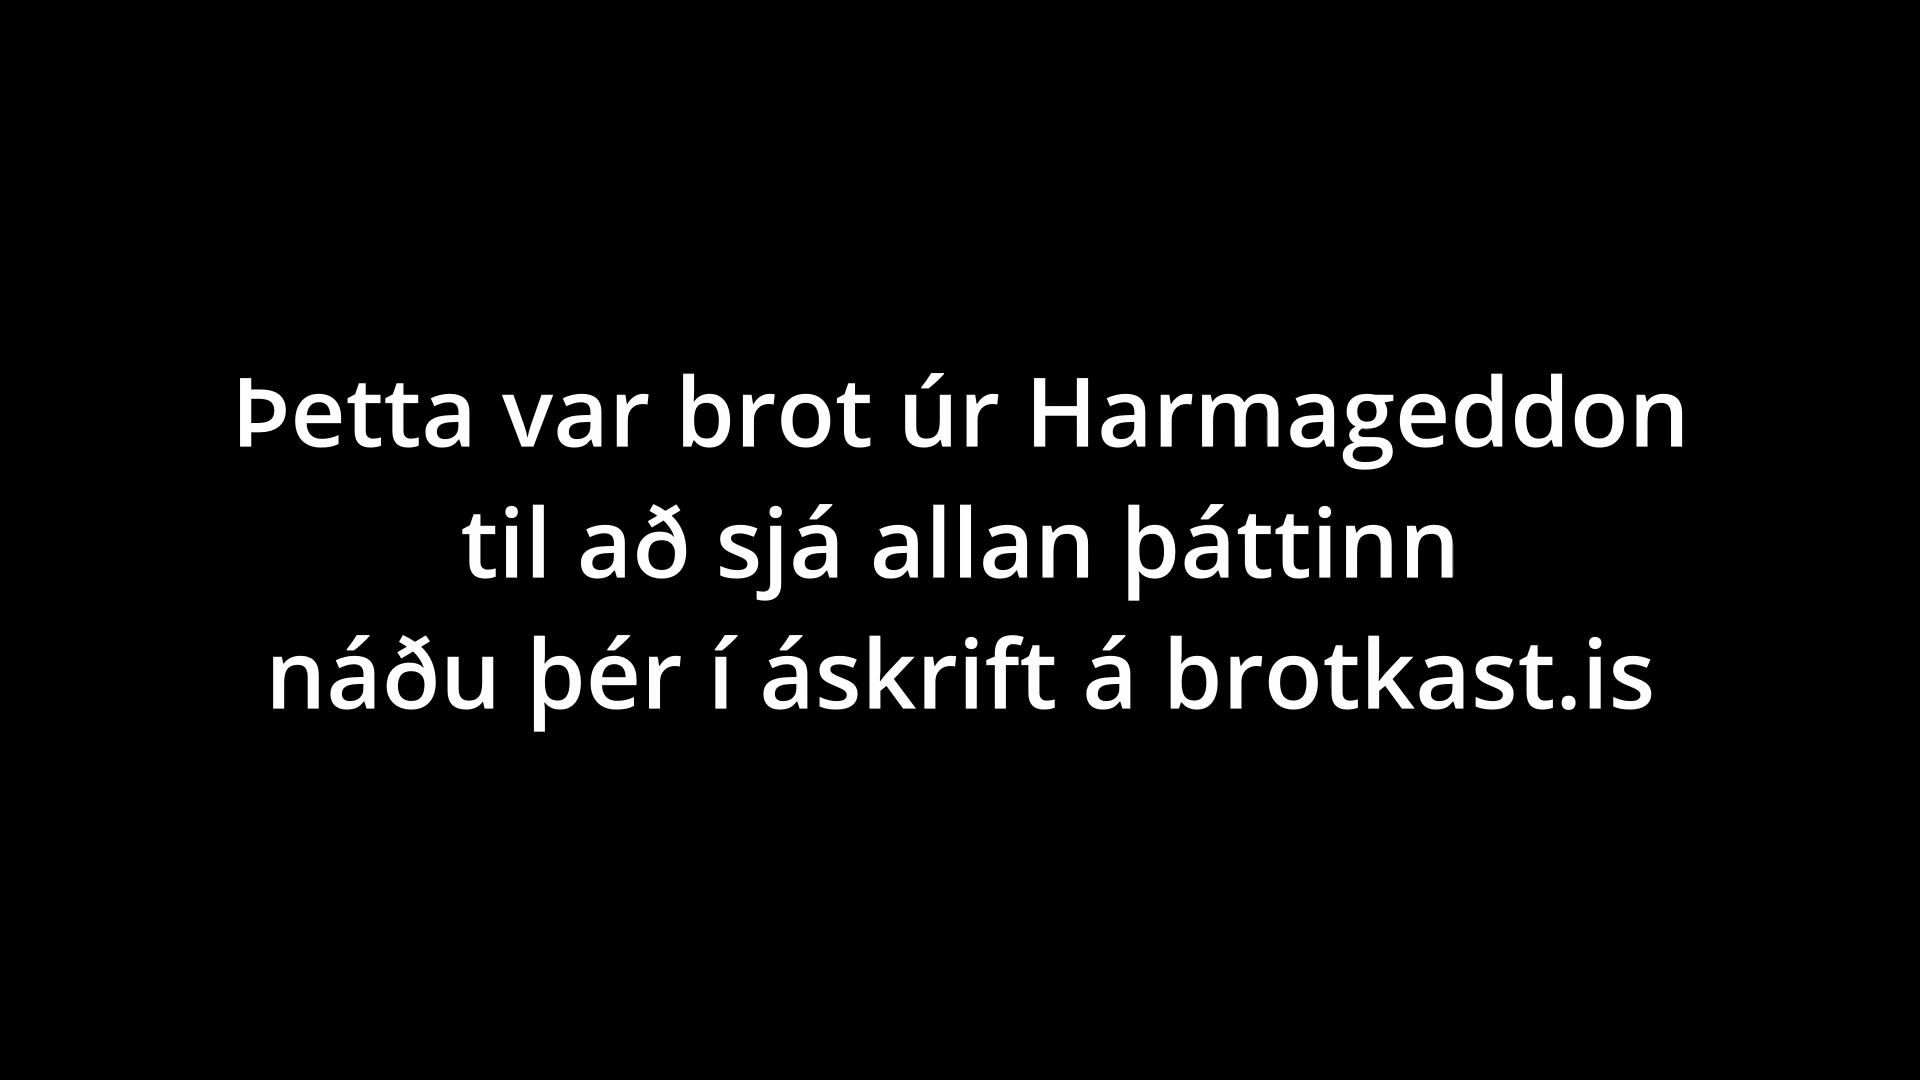 Þetta var brot úr Harmageddon
til að sjá allan þáttinn
náðu þér í áskrift á brotkast.is